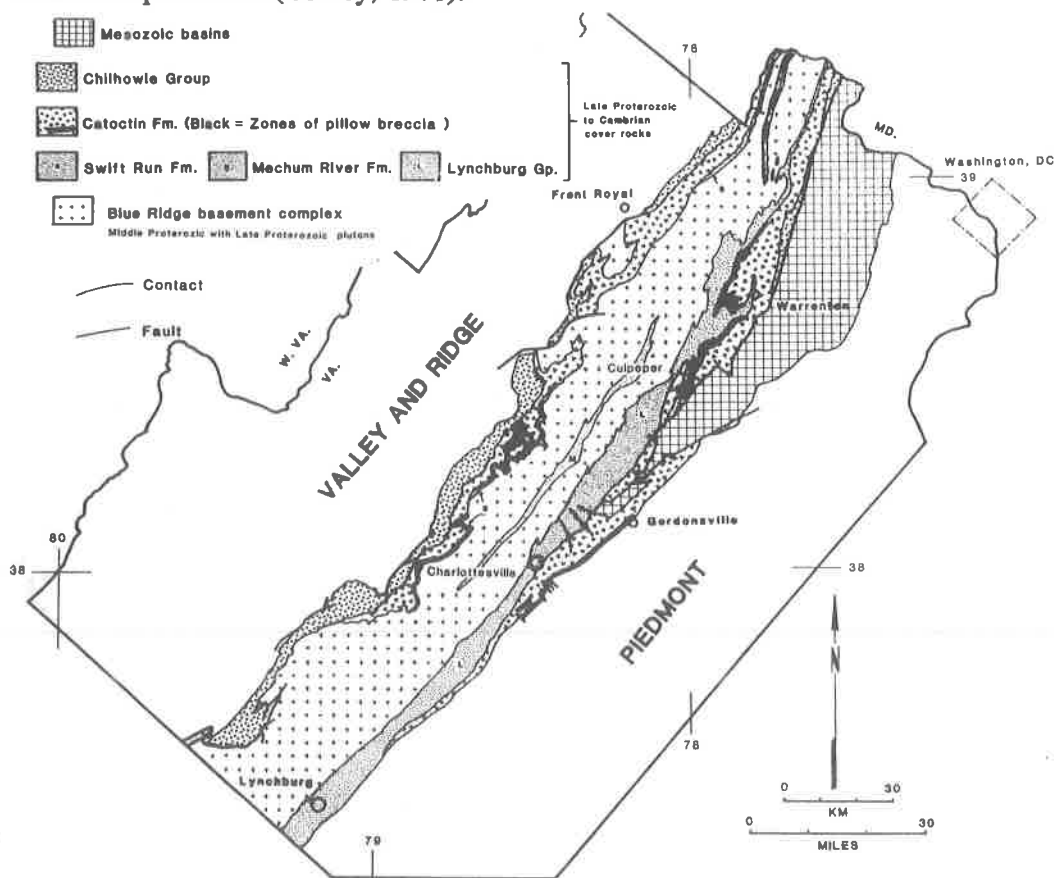 Mesozoic basins
Chilhowie Group
Catoctin Fm. (Black = Zones of pillow breccia )
Swift Run Fm.
Mechum River Fm.
Lynchburg Gp.
Late Proterozoic
to Cambrian
cover rocks
Blue Ridge basement complex
Middle Proterozic with Late Proterozoic plutons
Contact
Fault
W. VA.
VA.
VALLEY AND RIDGE
PIEDMONT
78
MD.
Washington, DC
39
Front Royal
Warrenton
Culpeper
L
M
Gordonsville
80
38
Charlottesville
38
L
78
Lynchburg
79
N
0 30
KM
0 30
MILES